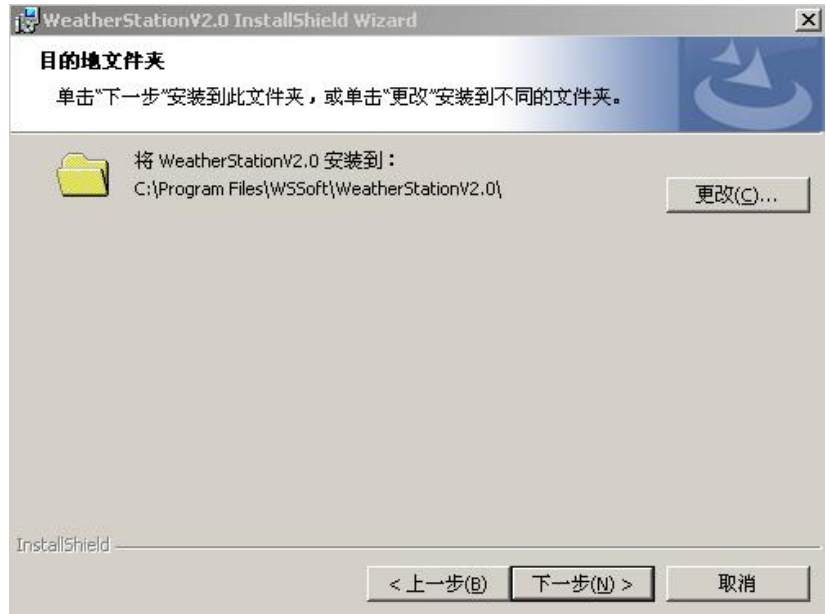 WeatherStationV2.0 InstallShield Wizard
目的地文件夹
单击“下一步”安装到此文件夹，或单击“更改”安装到不同的文件夹。
将 WeatherStationV2.0 安装到：
C:\Program Files\WSSoft\WeatherStationV2.0\
更改(C)...
InstallShield
< 上一步(B)
下一步(N) >
取消